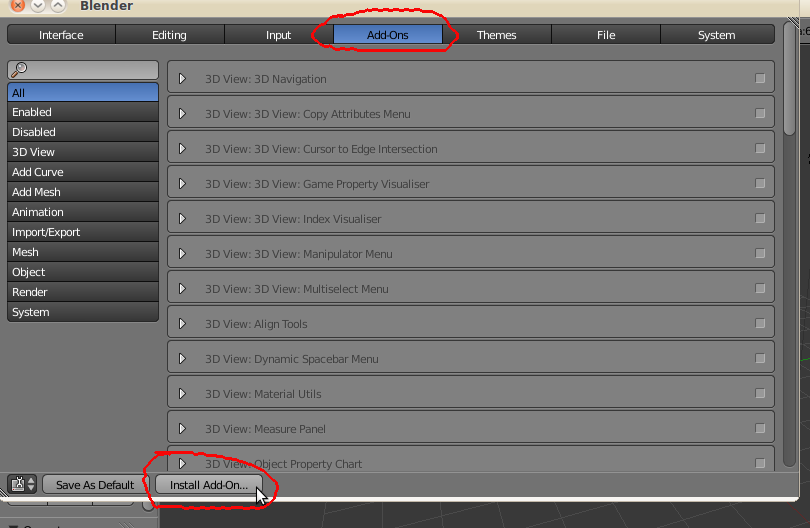 Blender
Interface Editing Input Add-Ons Themes File System
All
Enabled
Disabled
3D View
Add Curve
Add Mesh
Animation
Import/Export
Mesh
Object
Render
System
3D View: 3D Navigation
3D View: 3D View: Copy Attributes Menu
3D View: 3D View: Cursor to Edge Intersection
3D View: 3D View: Game Property Visualiser
3D View: 3D View: Index Visualiser
3D View: 3D View: Manipulator Menu
3D View: 3D View: Multiselect Menu
3D View: Align Tools
3D View: Dynamic Spacebar Menu
3D View: Material Utils
3D View: Measure Panel
3D View: Object Property Chart
Save As Default Install Add-On...